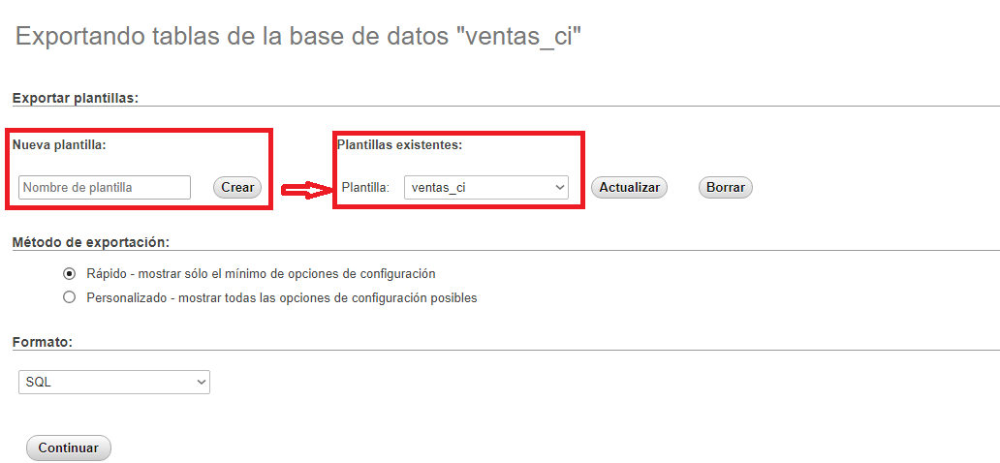 Exportando tablas de la base de datos "ventas_ci"
Exportar plantillas:
Nueva plantilla:
Nombre de plantilla
Crear
Plantillas existentes:
Plantilla:
ventas_ci
Actualizar
Borrar
Método de exportación:
Rápido - mostrar sólo el mínimo de opciones de configuración
Personalizado - mostrar todas las opciones de configuración posibles
Formato:
SQL
Continuar